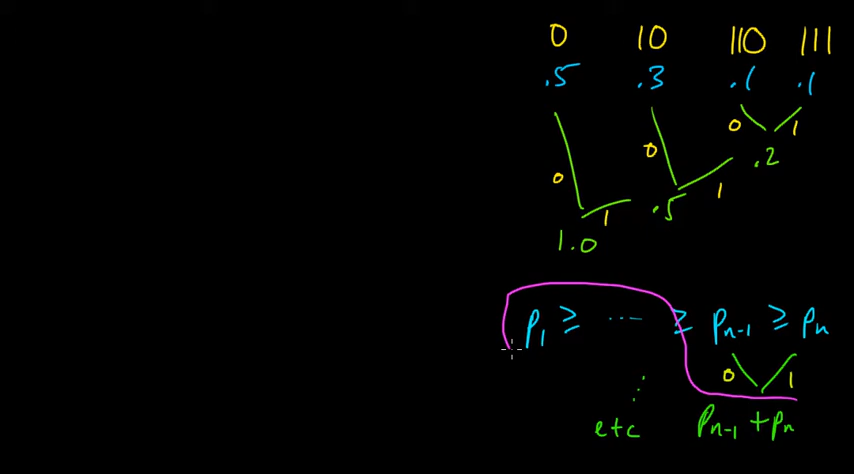 0 10 110 111
.5 .3 .1 .1
0 1
0 .2
0 1
1 .5
1.0
p₁ ≥ ... ≥ pₙ₋₁ ≥ pₙ
0 1
⋰
etc pₙ₋₁ + pₙ